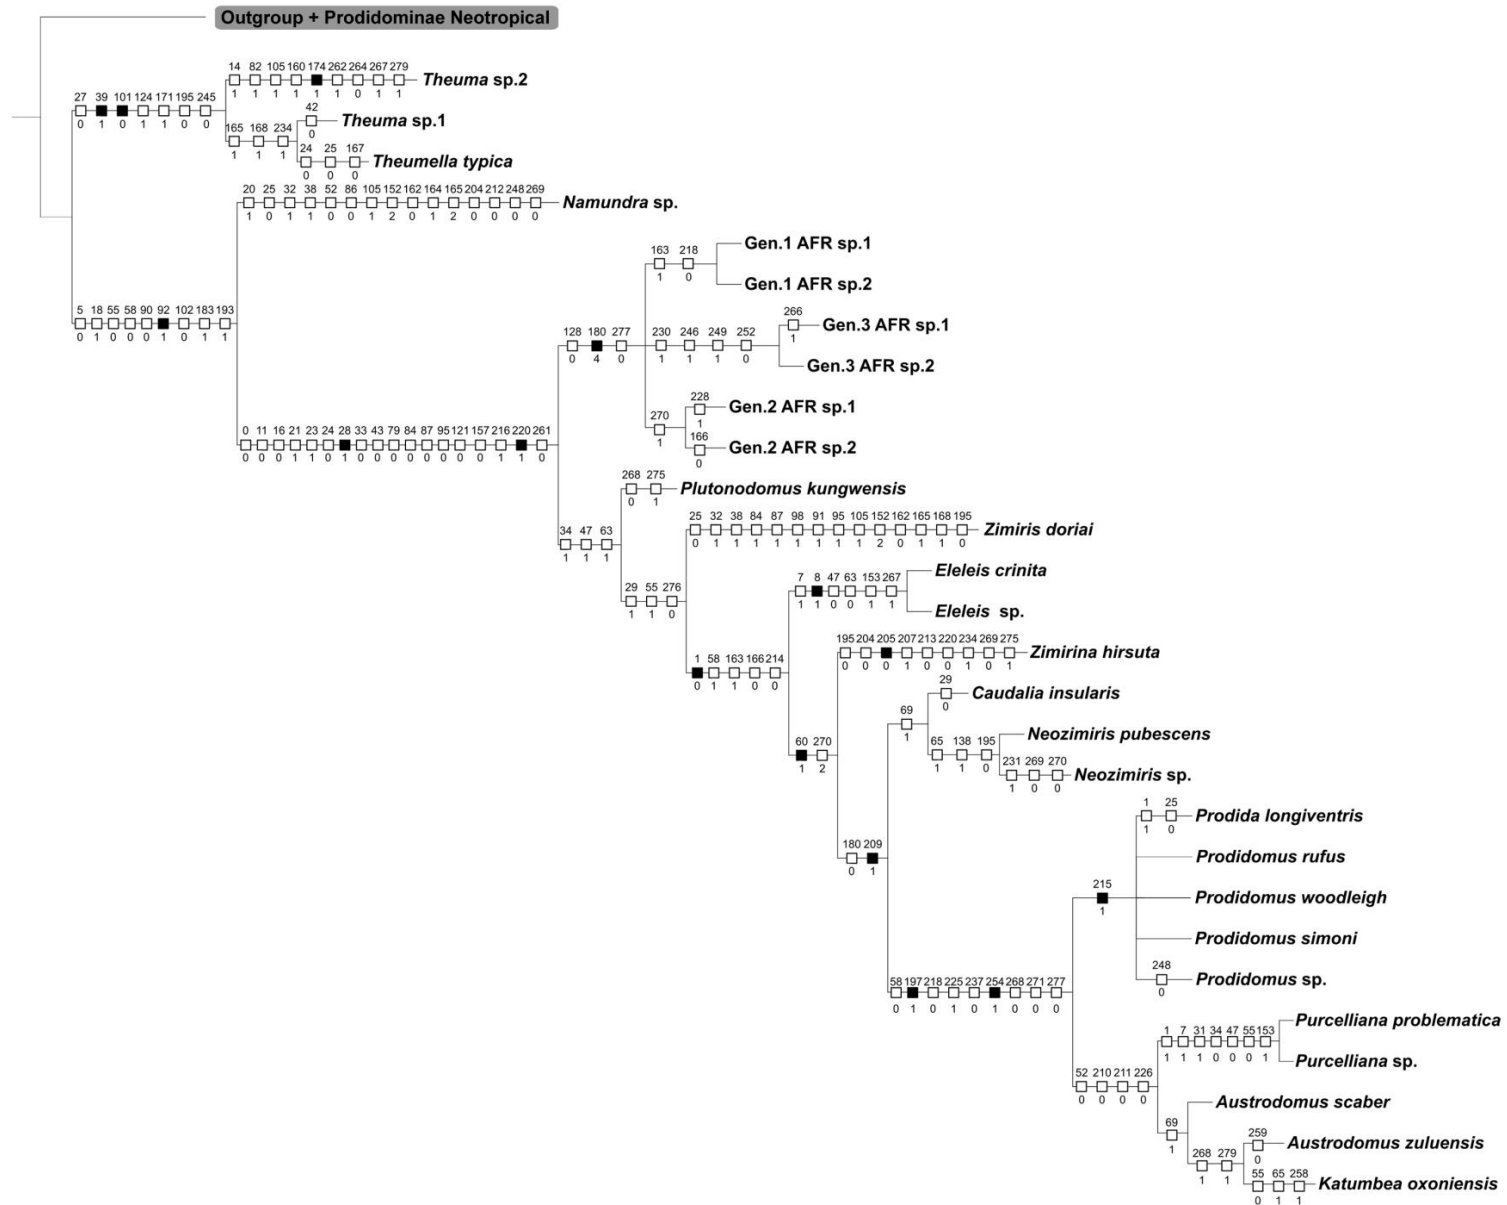 Outgroup + Prodidominae Neotropical
14 82 105 160 174 262 264 267 279
Theuma sp.2
1 1 1 1 1 1 0 1 1
27 39 101 124 171 195 245
0 1 0 1 1 0 0
42
Theuma sp.1
0
165 168 234
1 1 1
24 25 167
Theumella typica
0 0 0
20 25 32 38 52 86 105 152 162 164 165 204 212 248 269
Namundra sp.
1 0 1 1 0 0 1 2 0 1 2 0 0 0 0
Gen.1 AFR sp.1
163 218
1 0
Gen.1 AFR sp.2
5 18 55 58 90 92 102 183 193
0 1 0 0 0 1 0 1 1
266
Gen.3 AFR sp.1
1
128 180 277
0 4 0
230 246 249 252
1 1 1 0
Gen.3 AFR sp.2
228
Gen.2 AFR sp.1
1
270
1
166
Gen.2 AFR sp.2
0
0 11 16 21 23 24 28 33 43 79 84 87 95 121 157 216 220 261
0 0 0 1 1 0 1 0 0 0 0 0 0 0 0 1 1 0
268 275
Plutonodomus kungwensis
0 1
34 47 63
1 1 1
25 32 38 84 87 98 91 95 105 152 162 165 168 195
Zimiris doriai
0 1 1 1 1 1 1 1 1 2 0 1 1 0
29 55 276
1 1 0
7 8 47 63 153 267
1 1 0 0 1 1
Eleleis crinita
Eleleis sp.
1 58 163 166 214
0 1 1 0 0
195 204 205 207 213 220 234 269 275
Zimirina hirsuta
0 0 0 1 0 0 1 0 1
29
Caudalia insularis
0
69
1
60 270
1 2
65 138 195
1 1 0
Neozimiris pubescens
231 269 270
Neozimiris sp.
1 0 0
180 209
0 1
1 25
Prodida longiventris
1 0
Prodidomus rufus
215
1
Prodidomus woodleigh
Prodidomus simoni
248
Prodidomus sp.
0
58 197 218 225 237 254 268 271 277
0 1 0 1 0 1 0 0 0
Purcelliana problematica
1 7 31 34 47 55 153
1 1 1 0 0 0 1
Purcelliana sp.
52 210 211 226
0 0 0 0
Austrodomus scaber
69
1
259
Austrodomus zuluensis
0
268 279
1 1
55 65 258
Katumbea oxoniensis
0 1 1